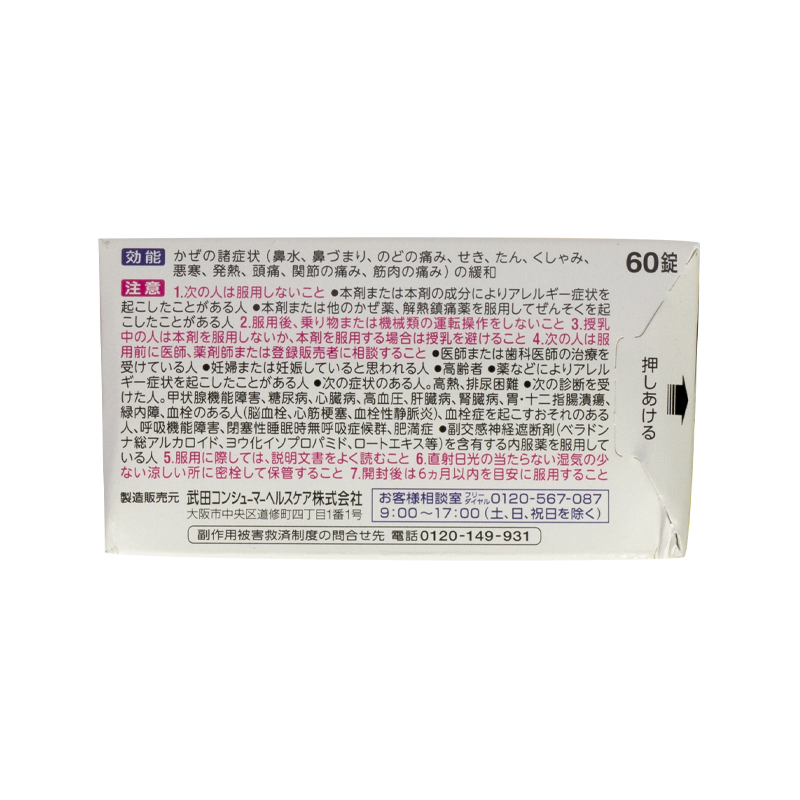 効能 かぜの諸症状(鼻水、鼻づまり、のどの痛み、せき、たん、くしゃみ、
悪寒、発熱、頭痛、関節の痛み、筋肉の痛み)の緩和
60錠
注意 1.次の人は服用しないこと ●本剤または本剤の成分によりアレルギー症状を
起こしたことがある人 ●本剤または他のかぜ薬、解熱鎮痛薬を服用してぜんそくを起
こしたことがある人 2.服用後、乗り物または機械類の運転操作をしないこと 3.授乳
中の人は本剤を服用しないか、本剤を服用する場合は授乳を避けること 4.次の人は服
用前に医師、薬剤師または登録販売者に相談すること ●医師または歯科医師の治療を
受けている人 ●妊婦または妊娠していると思われる人 ●高齢者 ●薬などによりアレル
ギー症状を起こしたことがある人 ●次の症状のある人。高熱、排尿困難 ●次の診断を受
けた人。甲状腺機能障害、糖尿病、心臓病、高血圧、肝臓病、腎臓病、胃・十二指腸潰瘍、
緑内障、血栓のある人(脳血栓、心筋梗塞、血栓性静脈炎)、血栓症を起こすおそれのある
人、呼吸機能障害、閉塞性睡眠時無呼吸症候群、肥満症 ●副交感神経遮断剤(ベラドン
ナ総アルカロイド、ヨウ化イソプロパミド、ロートエキス等)を含有する内服薬を服用して
いる人 5.服用に際しては、説明文書をよく読むこと 6.直射日光の当たらない湿気の少
ない涼しい所に密栓して保管すること 7.開封後は6ヵ月以内を目安に服用すること
押しあける
製造販売元 武田コンシューマーヘルスケア株式会社
大阪市中央区道修町四丁目1番1号
お客様相談室 フリーダイヤル 0120-567-087
9:00〜17:00(土、日、祝日を除く)
副作用被害救済制度の問合せ先 電話0120-149-931